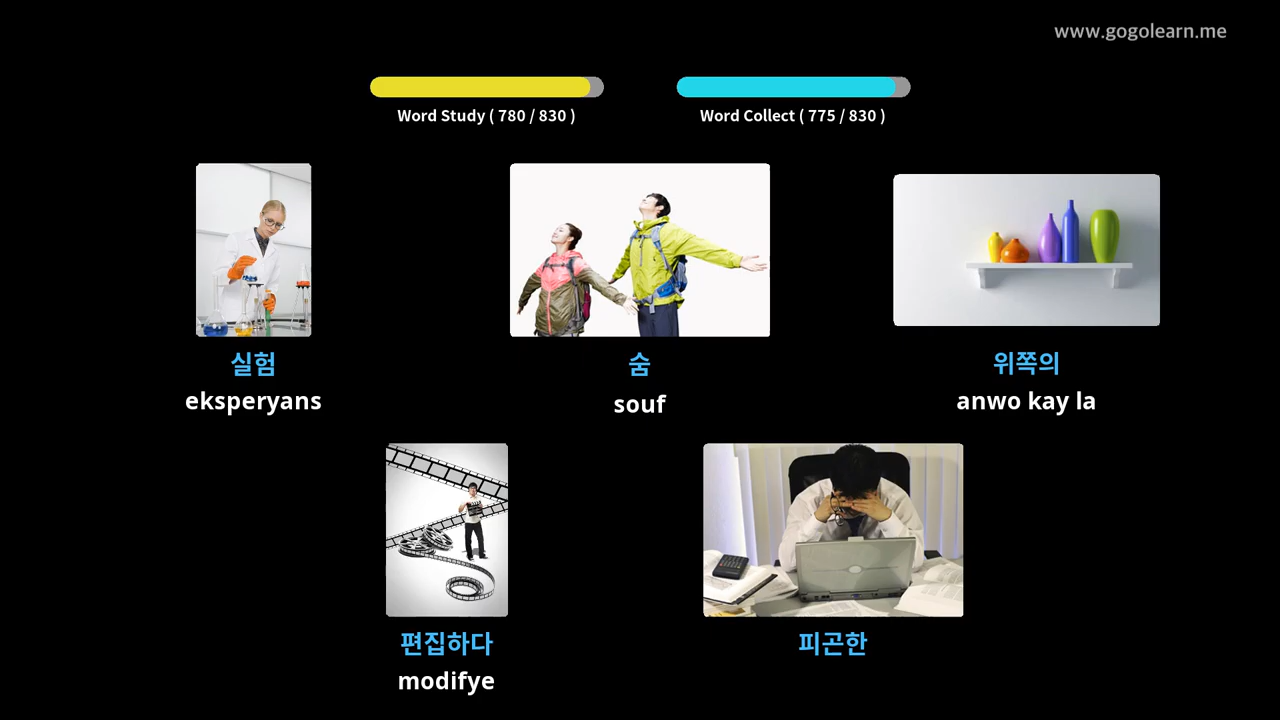 www.gogolearn.me
Word Study ( 780 / 830 )
Word Collect ( 775 / 830 )
실험
eksperyans
숨
souf
위쪽의
anwo kay la
편집하다
modifye
피곤한